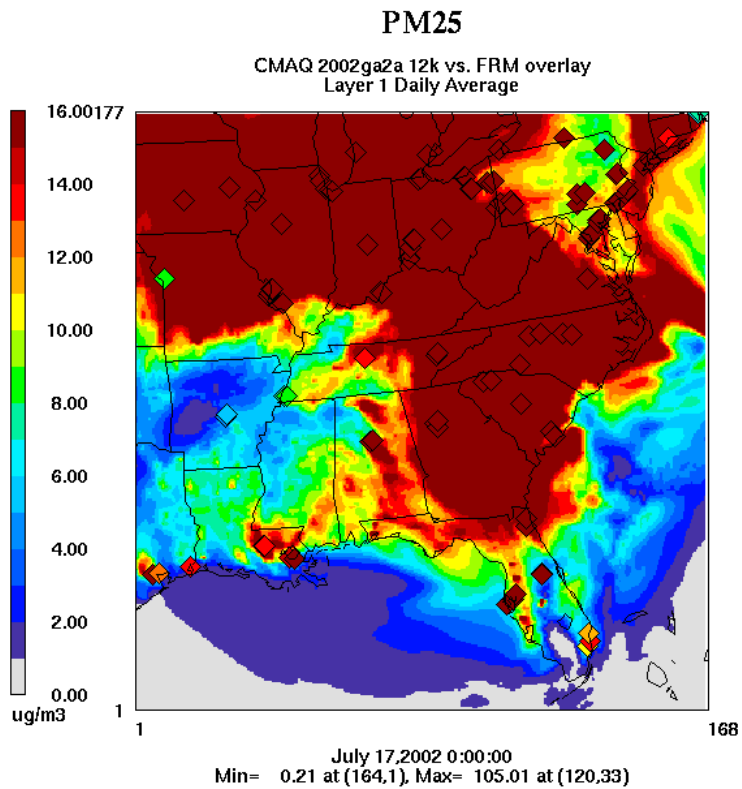 PM25
CMAQ 2002ga2a 12k vs. FRM overlay
Layer 1 Daily Average
16.00
14.00
12.00
10.00
8.00
6.00
4.00
2.00
0.00
ug/m3
177
1
1
168
July 17,2002 0:00:00
Min= 0.21 at (164,1), Max= 105.01 at (120,33)